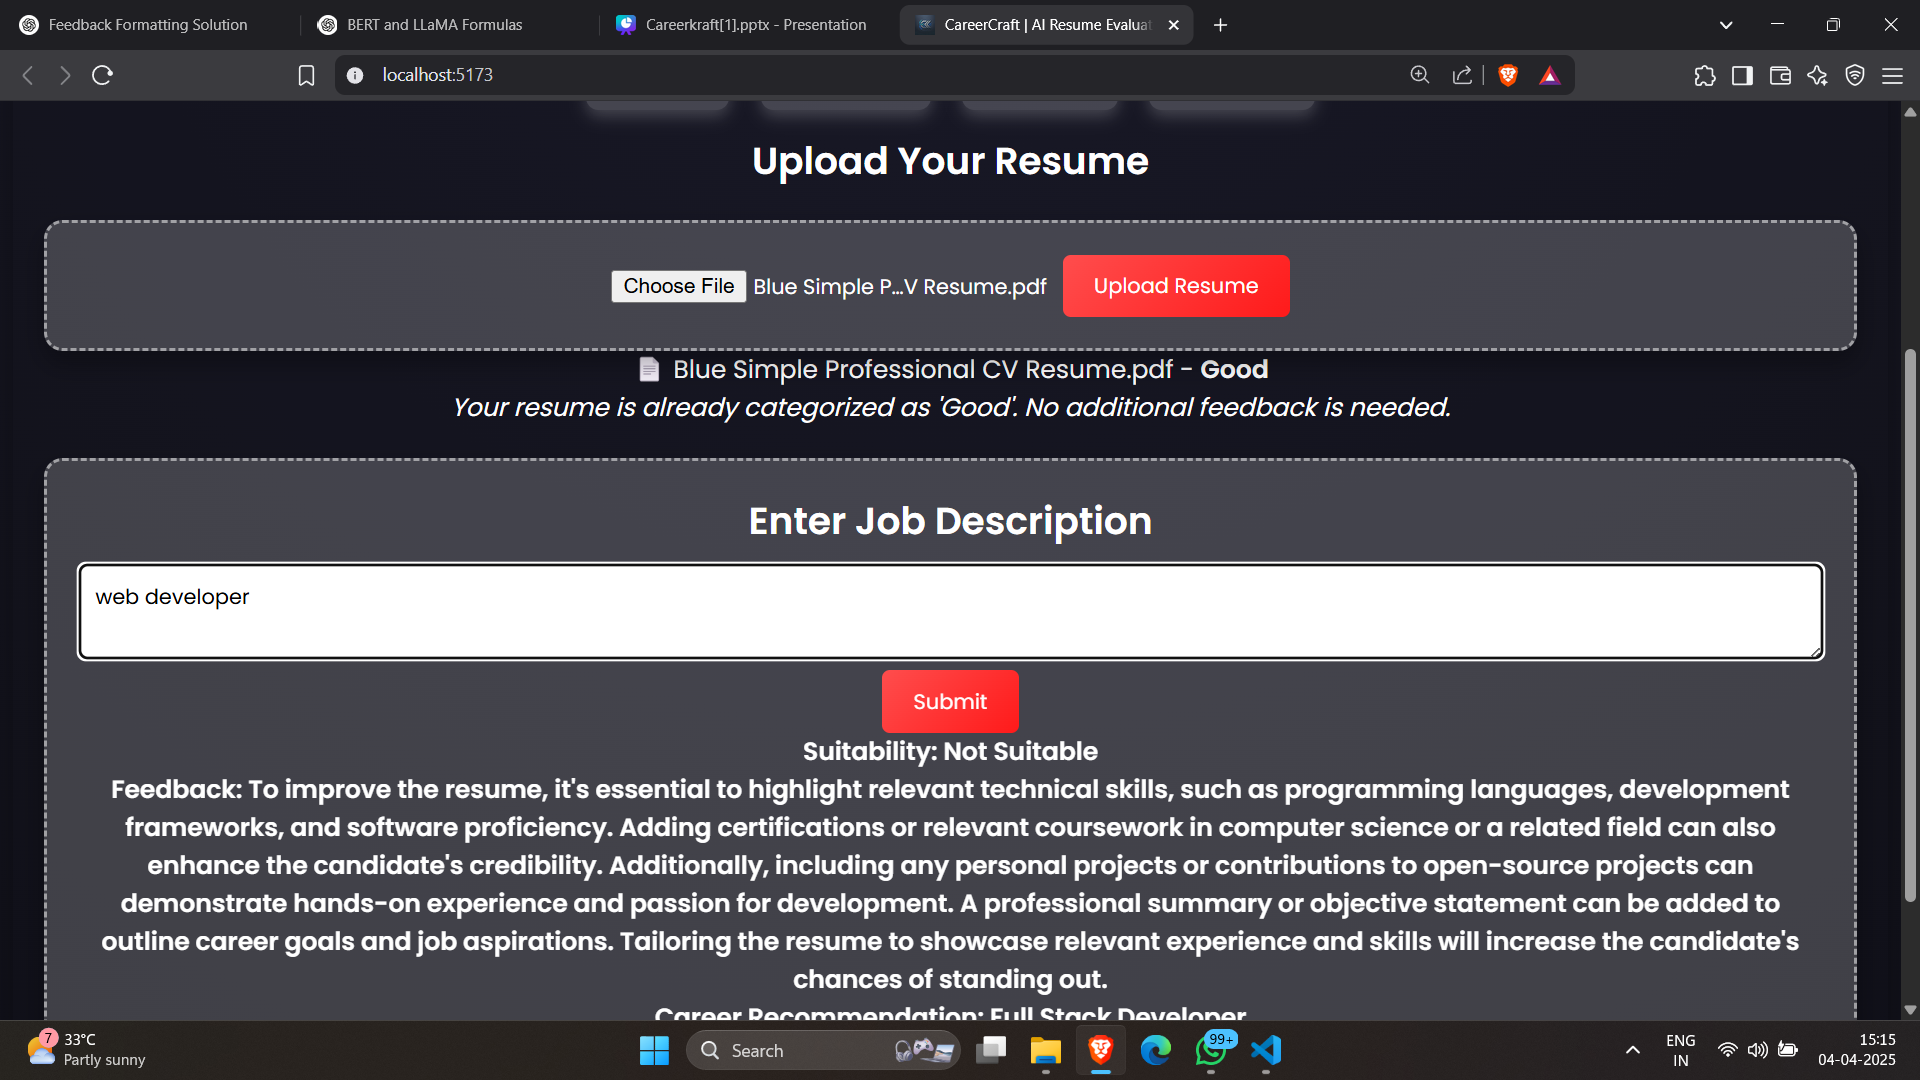 Feedback Formatting Solution
BERT and LLaMA Formulas
Careerkraft[1].pptx - Presentation
CareerCraft | AI Resume Evaluat
localhost:5173
Upload Your Resume
Choose File Blue Simple P...V Resume.pdf Upload Resume
Blue Simple Professional CV Resume.pdf - Good
Your resume is already categorized as 'Good'. No additional feedback is needed.
Enter Job Description
web developer
Submit
Suitability: Not Suitable
Feedback: To improve the resume, it's essential to highlight relevant technical skills, such as programming languages, development
frameworks, and software proficiency. Adding certifications or relevant coursework in computer science or a related field can also
enhance the candidate's credibility. Additionally, including any personal projects or contributions to open-source projects can
demonstrate hands-on experience and passion for development. A professional summary or objective statement can be added to
outline career goals and job aspirations. Tailoring the resume to showcase relevant experience and skills will increase the candidate's
chances of standing out.
Career Recommendation: Full Stack Developer
7
33°C
Partly sunny
Search
99+
ENG
IN
15:15
04-04-2025